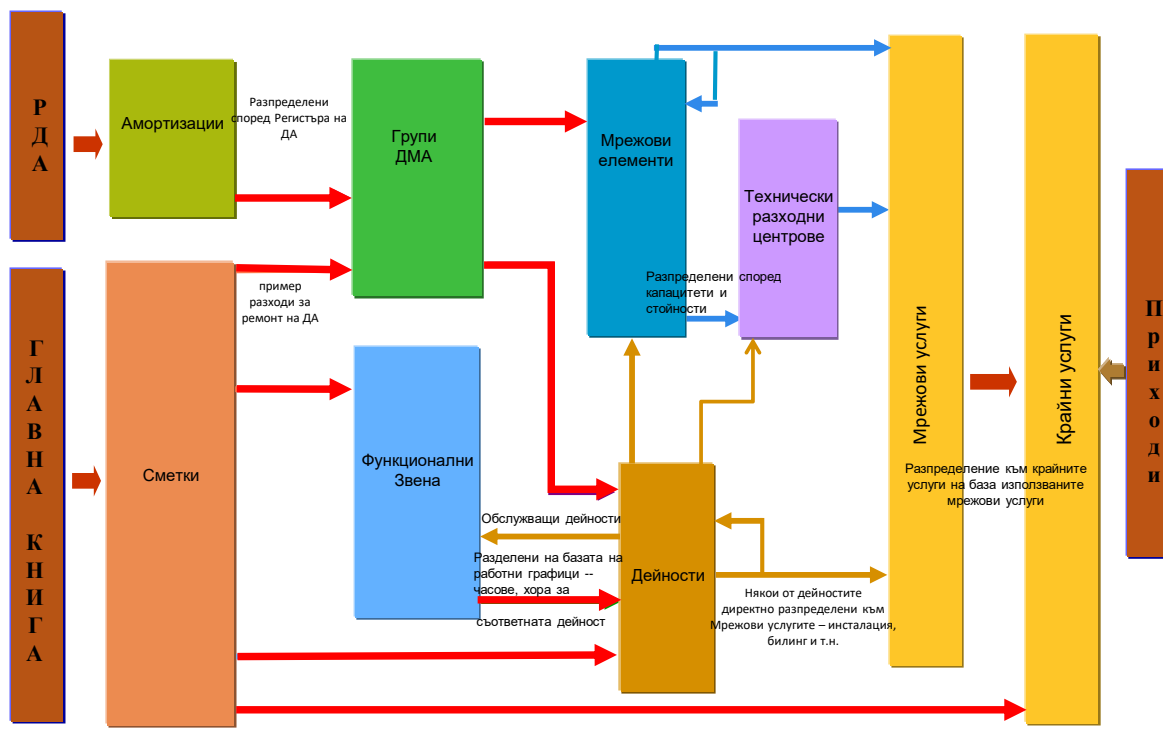 Р
Д
А
Амортизации
Разпределени
според Регистъра на
ДА
Групи
ДМА
Мрежови
елементи
Технически
разходни
центрове
Разпределени според
капацитети и
стойности
пример
разходи за
ремонт на ДА
Г
Л
А
В
Н
А
К
Н
И
Г
А
Сметки
Функционални
Звена
Обслужващи дейности
Разделени на базата на
работни графици --
часове, хора за
съответната дейност
Дейности
Някои от дейностите
директно разпределени към
Мрежови услугите – инсталация,
билинг и т.н.
Мрежови услуги
Разпределение към крайните
услуги на база използваните
мрежови услуги
Крайни услуги
П
р
и
х
о
д
и